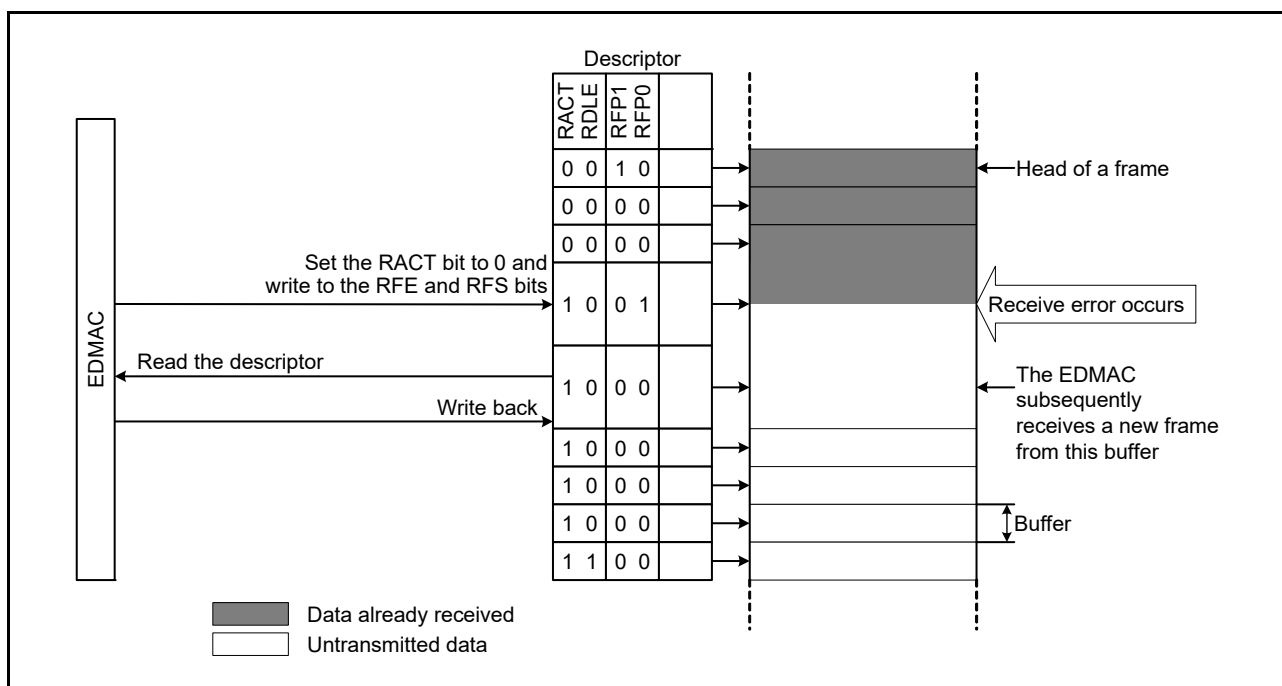 Descriptor
RACT
RDLE
RFP1
RFP0
0 0 1 0
Head of a frame
0 0 0 0
0 0 0 0
Set the RACT bit to 0 and
write to the RFE and RFS bits
1 0 0 1
Receive error occurs
EDMAC
Read the descriptor
1 0 0 0
Write back
The EDMAC
subsequently
receives a new frame
from this buffer
1 0 0 0
1 0 0 0
1 0 0 0
Buffer
1 1 0 0
Data already received
Untransmitted data